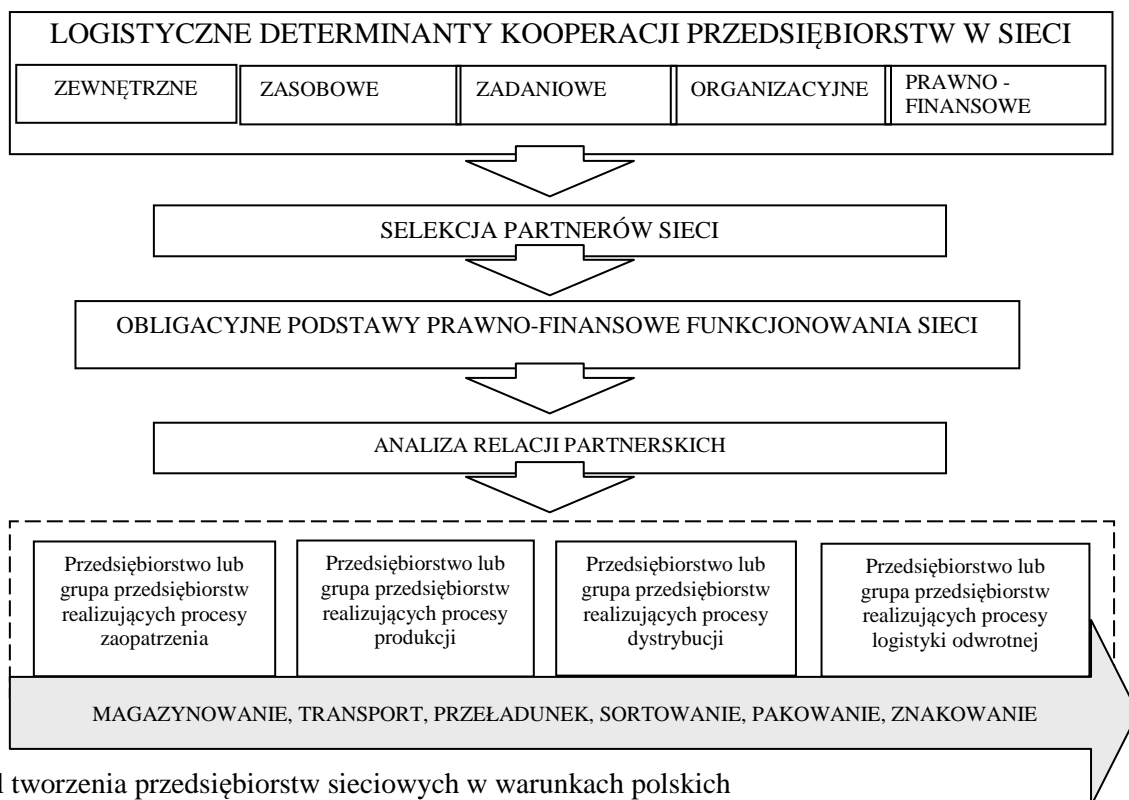 LOGISTYCZNE DETERMINANTY KOOPERACJI PRZEDSIĘBIORSTW W SIECI
ZEWNĘTRZNE
ZASOBOWE
ZADANIOWE
ORGANIZACYJNE
PRAWNO -
FINANSOWE
SELEKCJA PARTNERÓW SIECI
OBLIGACYJNE PODSTAWY PRAWNO-FINANSOWE FUNKCJONOWANIA SIECI
ANALIZA RELACJI PARTNERSKICH
Przedsiębiorstwo lub
grupa przedsiębiorstw
realizujących procesy
zaopatrzenia
Przedsiębiorstwo lub
grupa przedsiębiorstw
realizujących procesy
produkcji
Przedsiębiorstwo lub
grupa przedsiębiorstw
realizujących procesy
dystrybucji
Przedsiębiorstwo lub
grupa przedsiębiorstw
realizujących procesy
logistyki odwrotnej
MAGAZYNOWANIE, TRANSPORT, PRZEŁADUNEK, SORTOWANIE, PAKOWANIE, ZNAKOWANIE
tworzenia przedsiębiorstw sieciowych w warunkach polskich